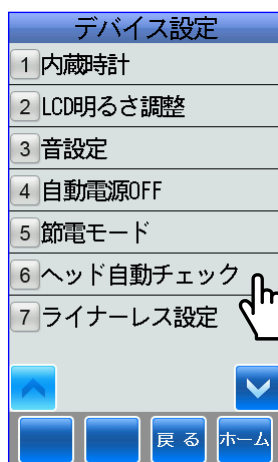 デバイス設定
1 内蔵時計
2 LCD明るさ調整
3 音設定
4 自動電源OFF
5 節電モード
6 ヘッド自動チェック
7 ライナーレス設定
戻る ホーム